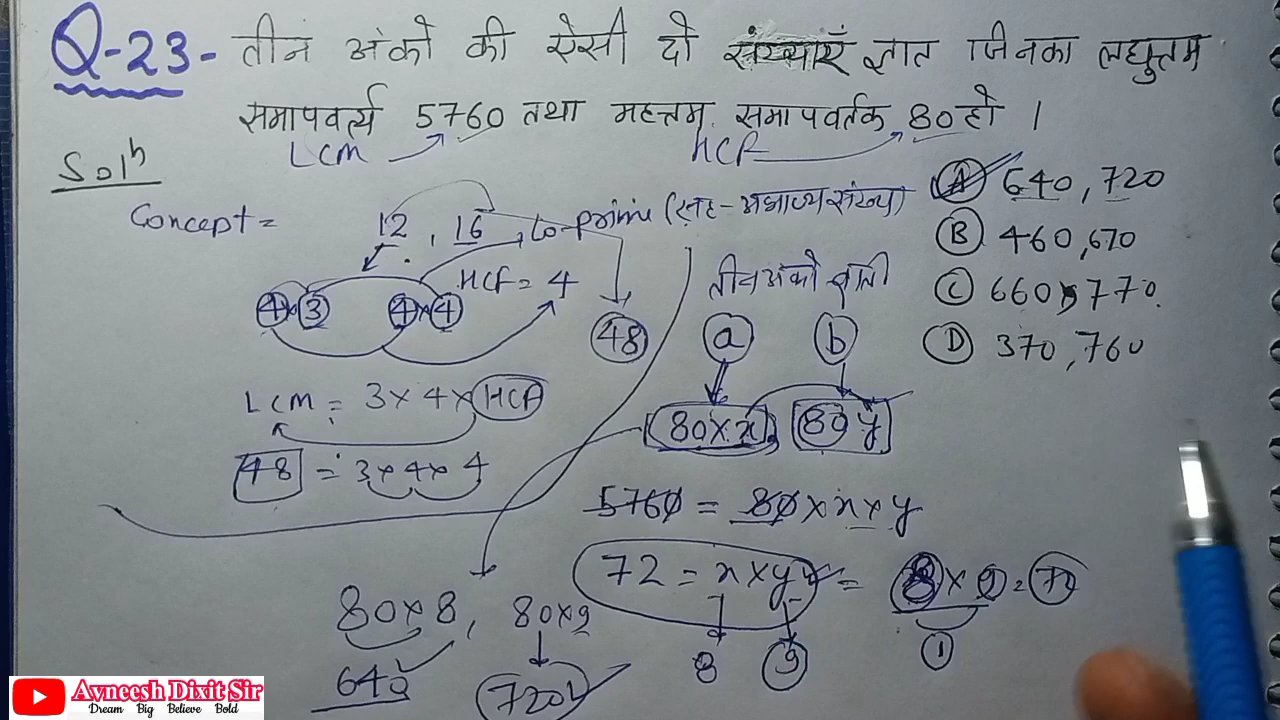 Q-23- तीन अंको की ऐसी दो संख्याएँ ज्ञात जिनका लघुत्तम
समापवर्त्य 5760 तथा महत्तम समापवर्तक 80 हो ।
LCM HCF
Solⁿ
Concept = 12, 16, Co-prime (सह-अभाज्य संख्या)
HCF = 4
4×3 4×4
48
LCM = 3×4×HCF
48 = 3×4×4
तीन अंको वाली
a b
80×x, 80y
5760 = 80×x×y
72 = x×y = 8×9=72
8 9 1
80×8, 80×9
640 720
A 640, 720
B 460, 670
C 660, 770.
D 370, 760
Avneesh Dixit Sir
Dream Big Believe Bold